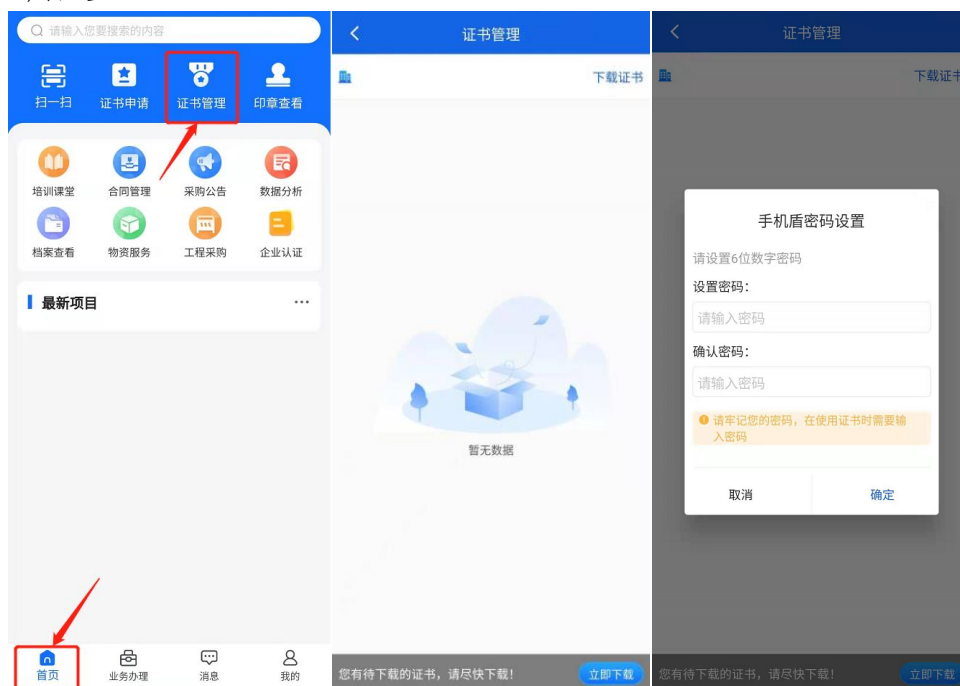 请输入您要搜索的内容
扫一扫
证书申请
证书管理
印章查看
培训课堂
合同管理
采购公告
数据分析
档案查看
物资服务
工程采购
企业认证
最新项目
首页
业务办理
消息
我的
证书管理
下载证书
暂无数据
您有待下载的证书，请尽快下载！
立即下载
证书管理
下载证书
手机盾密码设置
请设置6位数字密码
设置密码：
请输入密码
确认密码：
请输入密码
请牢记您的密码，在使用证书时需要输
入密码
取消
确定
您有待下载的证书，请尽快下载！
立即下载